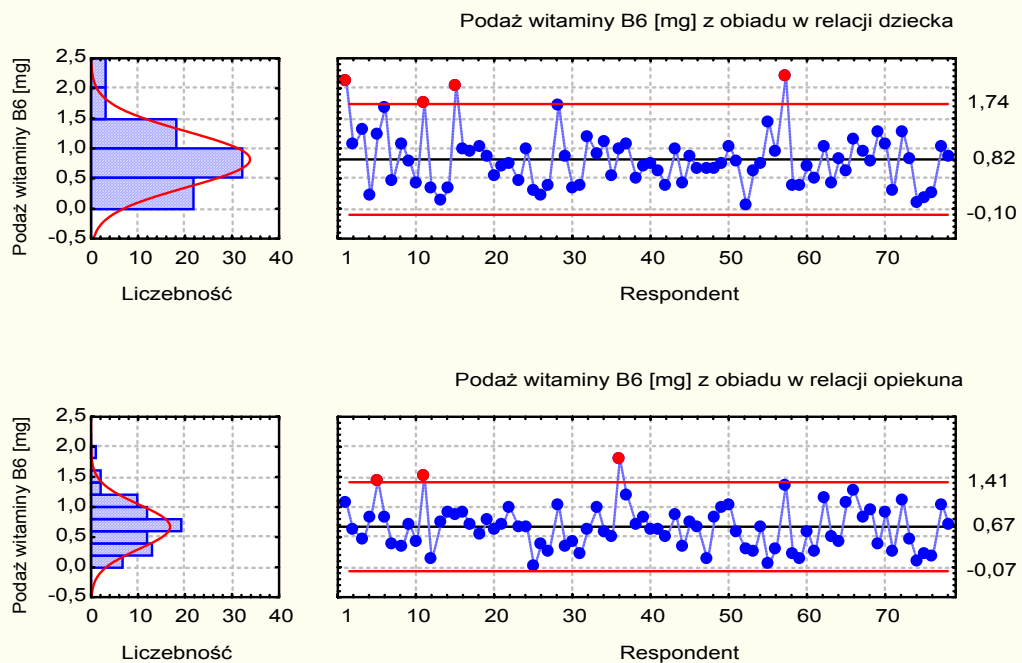 Podaż witaminy B6 [mg] z obiadu w relacji dziecka
Podaż witaminy B6 [mg]
2,5
2,0
1,5
1,0
0,5
0,0
-0,5
0 10 20 30 40
Liczebność
1,74
0.82
-0,10
1 10 20 30 40 50 60 70
Respondent
Podaż witaminy B6 [mg] z obiadu w relacji opiekuna
Podaż witaminy B6 [mg]
2,5
2,0
1,5
1,0
0,5
0,0
-0,5
0 10 20 30 40
Liczebność
1,41
0,67
-0,07
1 10 20 30 40 50 60 70
Respondent